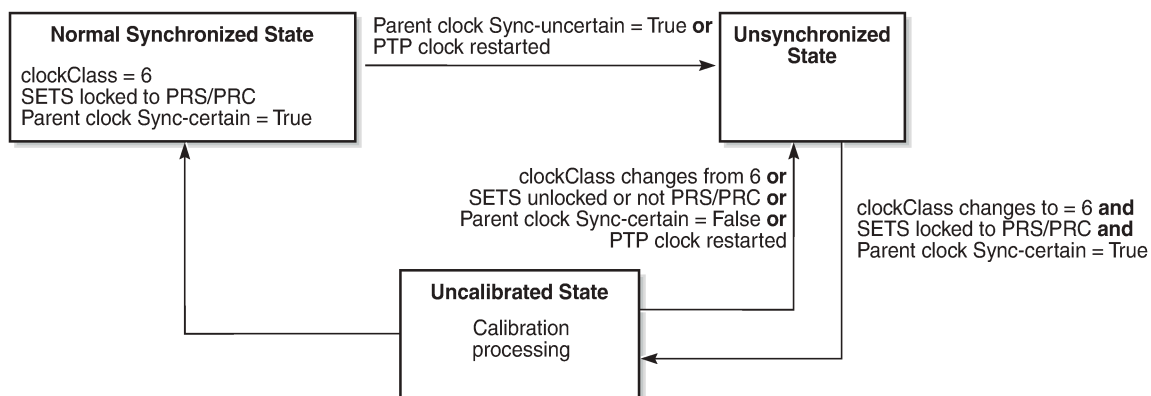 Normal Synchronized State
clockClass = 6
SETS locked to PRS/PRC
Parent clock Sync-certain = True
Parent clock Sync-uncertain = True or
PTP clock restarted
Unsynchronized
State
clockClass changes from 6 or
SETS unlocked or not PRS/PRC or
Parent clock Sync-certain = False or
PTP clock restarted
clockClass changes to = 6 and
SETS locked to PRS/PRC and
Parent clock Sync-certain = True
Uncalibrated State
Calibration
processing